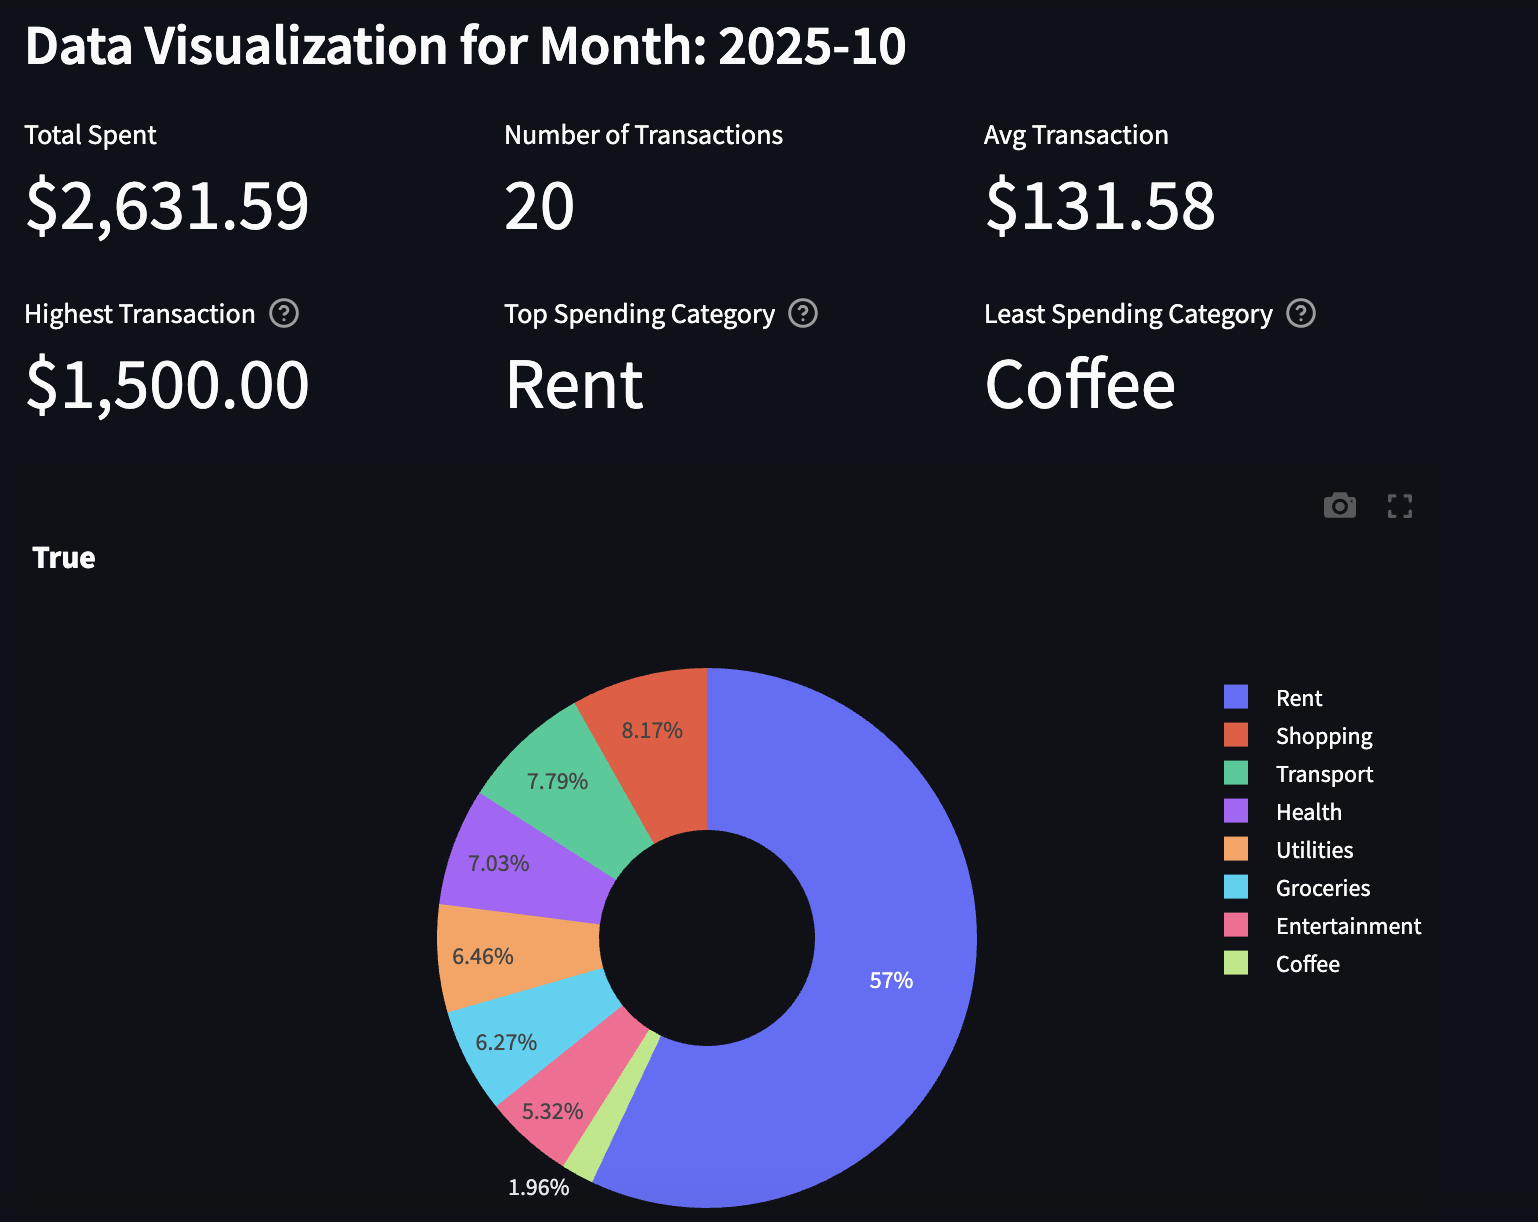 Data Visualization for Month: 2025-10
Total Spent
Number of Transactions
Avg Transaction
$2,631.59
20
$131.58
Highest Transaction
Top Spending Category
Least Spending Category
$1,500.00
Rent
Coffee
True
8.17%
7.79%
7.03%
6.46%
6.27%
5.32%
1.96%
57%
Rent
Shopping
Transport
Health
Utilities
Groceries
Entertainment
Coffee